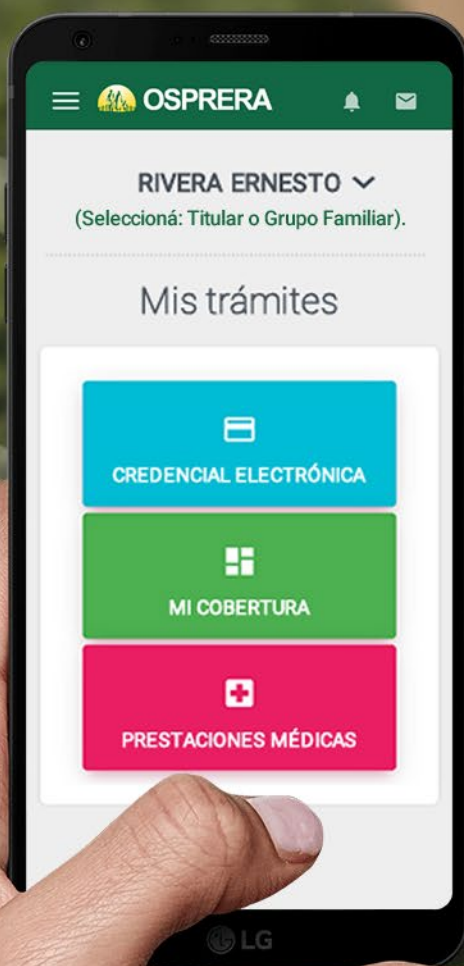 OSPRERA
RIVERA ERNESTO
(Seleccioná: Titular o Grupo Familiar).
Mis trámites
CREDENCIAL ELECTRÓNICA
MI COBERTURA
PRESTACIONES MÉDICAS
LG